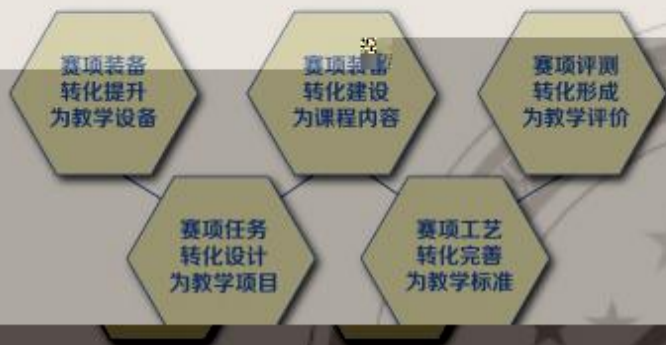 赛项装备
转化提升
为教学设备
赛项装备
转化建设
为课程内容
赛项评测
转化形成
为教学评价
赛项任务
转化设计
为教学项目
赛项工艺
转化完善
为教学标准